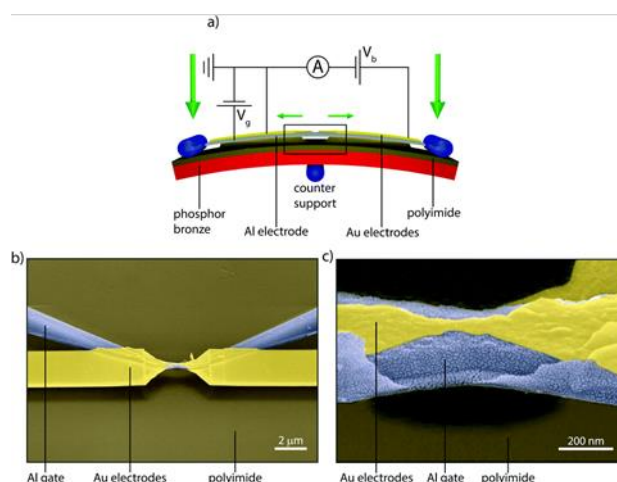 a)
A
V_b
V_g
counter
support
phosphor
bronze
Al electrode
Au electrodes
polyimide
b)
c)
2 μm
200 nm
Al gate
Au electrodes
polyimide
Au electrodes
Al gate
polyimide